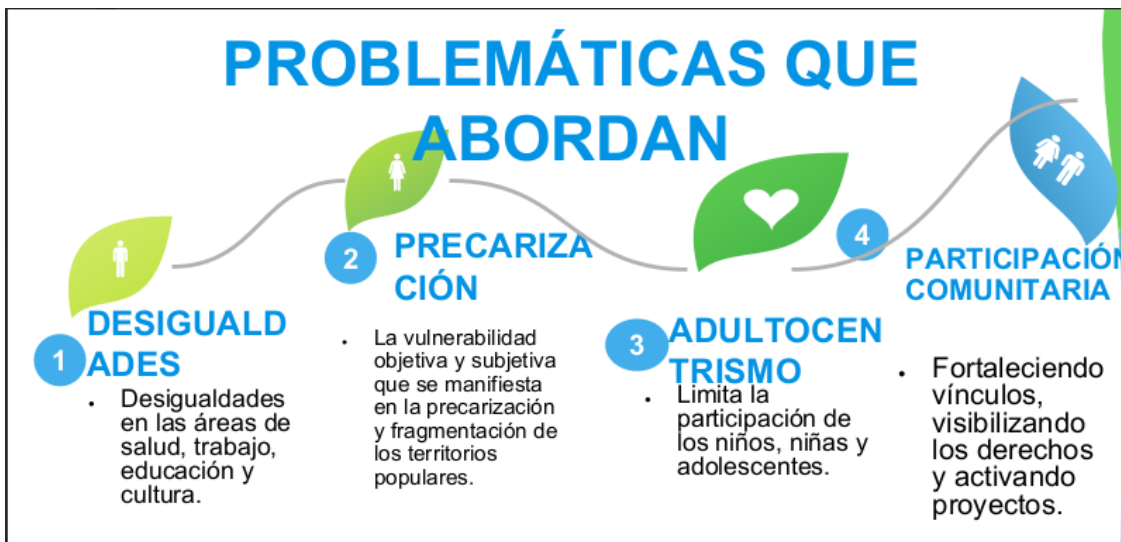 PROBLEMÁTICAS QUE
ABORDAN
1
DESIGUALD
ADES
• Desigualdades
en las áreas de
salud, trabajo,
educación y
cultura.
2
PRECARIZA
CIÓN
• La vulnerabilidad
objetiva y subjetiva
que se manifiesta
en la precarización
y fragmentación de
los territorios
populares.
3
ADULTOCEN
TRISMO
• Limita la
participación de
los niños, niñas y
adolescentes.
4
PARTICIPACIÓN
COMUNITARIA
• Fortaleciendo
vínculos,
visibilizando
los derechos
y activando
proyectos.